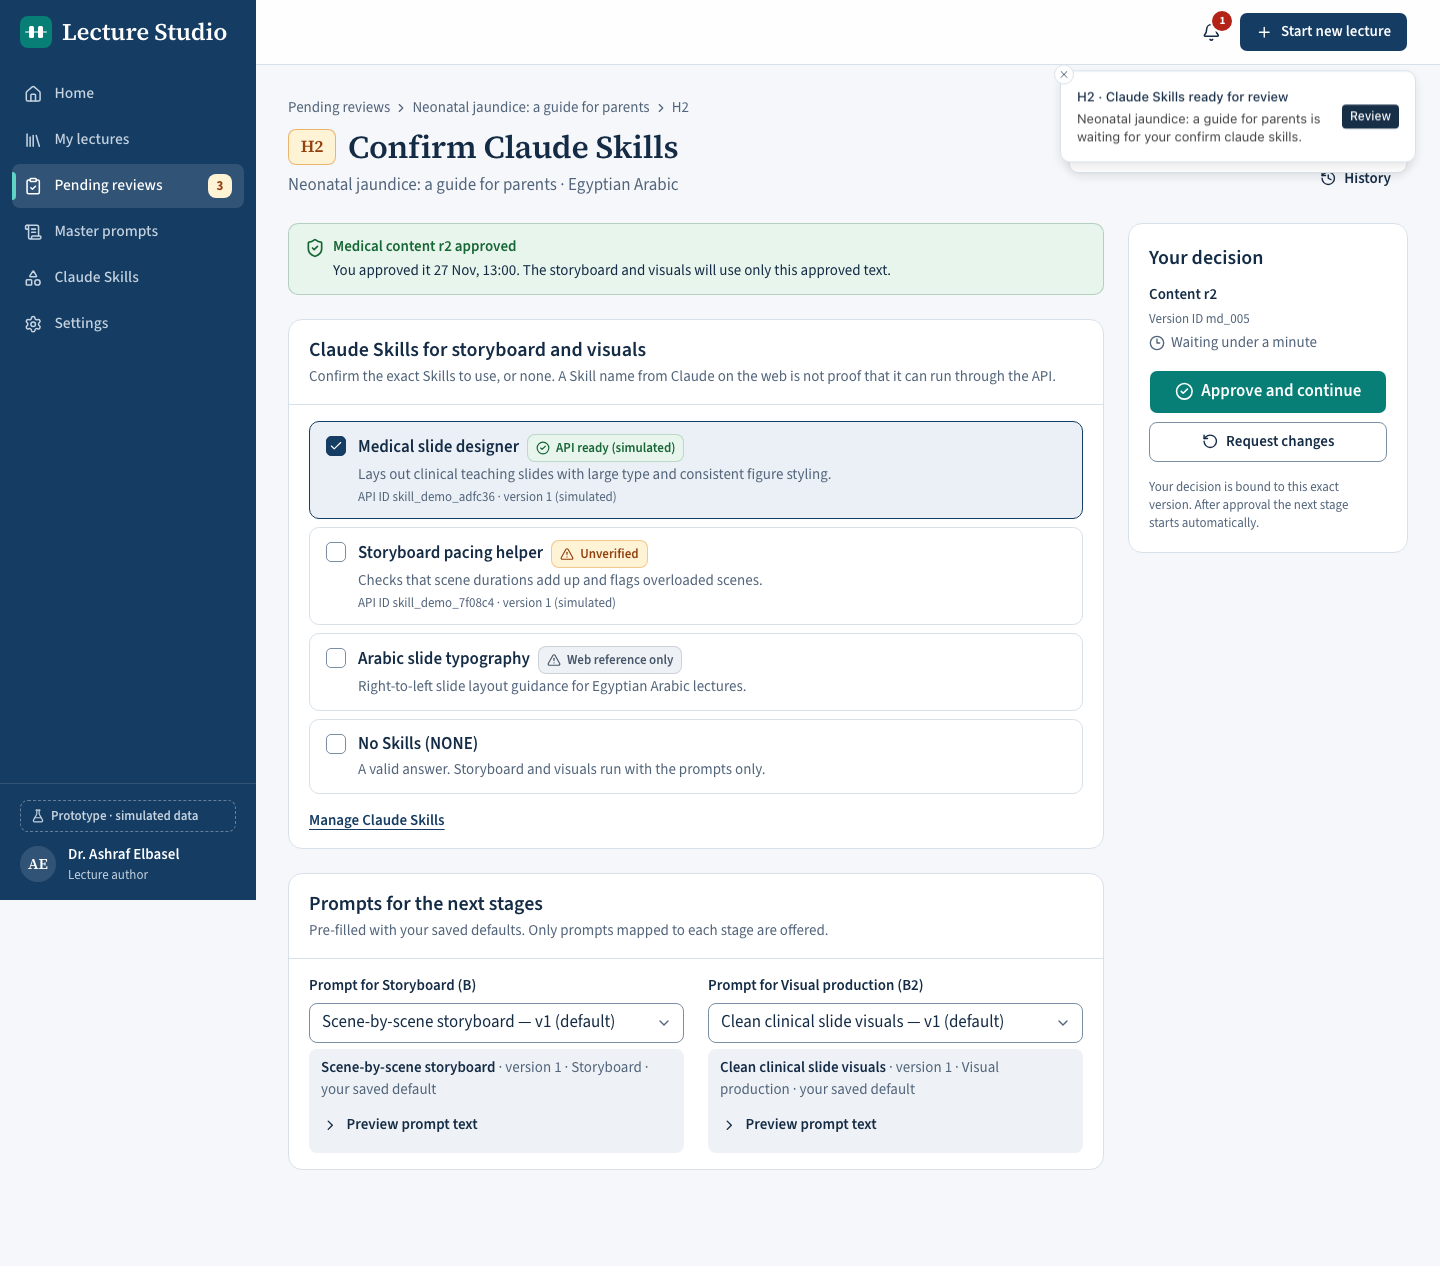 Lecture Studio
Home
My lectures
Pending reviews
3
Master prompts
Claude Skills
Settings
Prototype · simulated data
AE
Dr. Ashraf Elbasel
Lecture author
1
Start new lecture
H2 · Claude Skills ready for review
Neonatal jaundice: a guide for parents is
waiting for your confirm claude skills.
Review
History
Pending reviews > Neonatal jaundice: a guide for parents > H2
H2
Confirm Claude Skills
Neonatal jaundice: a guide for parents · Egyptian Arabic
Medical content r2 approved
You approved it 27 Nov, 13:00. The storyboard and visuals will use only this approved text.
Claude Skills for storyboard and visuals
Confirm the exact Skills to use, or none. A Skill name from Claude on the web is not proof that it can run through the API.
Medical slide designer
API ready (simulated)
Lays out clinical teaching slides with large type and consistent figure styling.
API ID skill_demo_adfc36 · version 1 (simulated)
Storyboard pacing helper
Unverified
Checks that scene durations add up and flags overloaded scenes.
API ID skill_demo_7f08c4 · version 1 (simulated)
Arabic slide typography
Web reference only
Right-to-left slide layout guidance for Egyptian Arabic lectures.
No Skills (NONE)
A valid answer. Storyboard and visuals run with the prompts only.
Manage Claude Skills
Prompts for the next stages
Pre-filled with your saved defaults. Only prompts mapped to each stage are offered.
Prompt for Storyboard (B)
Scene-by-scene storyboard — v1 (default)
Scene-by-scene storyboard · version 1 · Storyboard ·
your saved default
Preview prompt text
Prompt for Visual production (B2)
Clean clinical slide visuals — v1 (default)
Clean clinical slide visuals · version 1 · Visual
production · your saved default
Preview prompt text
Your decision
Content r2
Version ID md_005
Waiting under a minute
Approve and continue
Request changes
Your decision is bound to this exact
version. After approval the next stage
starts automatically.